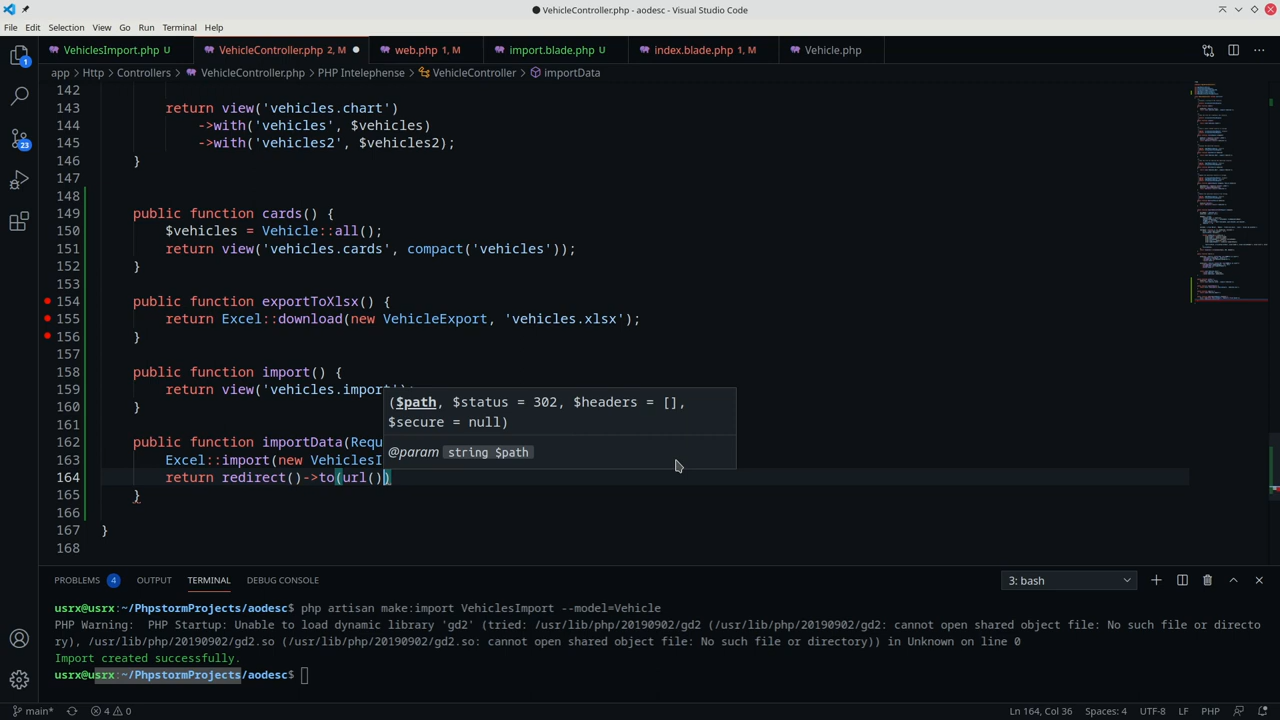 VehicleController.php - aodesc - Visual Studio Code
File Edit Selection View Go Run Terminal Help
VehiclesImport.php U VehicleController.php 2, M web.php 1, M import.blade.php U index.blade.php 1, M Vehicle.php
app > Http > Controllers > VehicleController.php > PHP Intelephense > VehicleController > importData
142
143 return view('vehicles.chart')
144 ->with('vehicles', $vehicles)
145 ->with('vehicles2', $vehicles2);
146 }
147
148
149 public function cards() {
150 $vehicles = Vehicle::all();
151 return view('vehicles.cards', compact('vehicles'));
152 }
153
154 public function exportToXlsx() {
155 return Excel::download(new VehicleExport, 'vehicles.xlsx');
156 }
157
158 public function import() {
159 return view('vehicles.import');
160 }
161
($path, $status = 302, $headers = [],
$secure = null)
@param string $path
162 public function importData(Requ
163 Excel::import(new VehiclesI
164 return redirect()->to(url())
165 }
166
167 }
168
PROBLEMS 4 OUTPUT TERMINAL DEBUG CONSOLE 3: bash
usrx@usrx:~/PhpstormProjects/aodesc$ php artisan make:import VehiclesImport --model=Vehicle
PHP Warning: PHP Startup: Unable to load dynamic library 'gd2' (tried: /usr/lib/php/20190902/gd2 (/usr/lib/php/20190902/gd2: cannot open shared object file: No such file or directo
ry), /usr/lib/php/20190902/gd2.so (/usr/lib/php/20190902/gd2.so: cannot open shared object file: No such file or directory)) in Unknown on line 0
Import created successfully.
usrx@usrx:~/PhpstormProjects/aodesc$
main* 4 0 Ln 164, Col 36 Spaces: 4 UTF-8 LF PHP
1
23